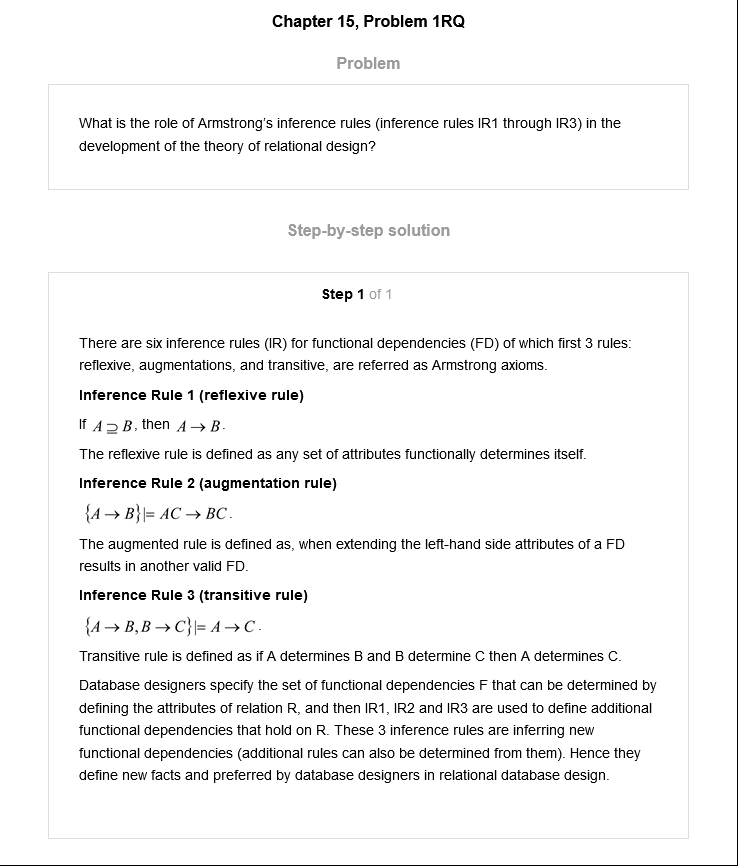 Chapter 15, Problem 1RQ
Problem
What is the role of Armstrong's inference rules (inference rules IR1 through IR3) in the
development of the theory of relational design?
Step-by-step solution
Step 1 of 1
There are six inference rules (IR) for functional dependencies (FD) of which first 3 rules:
reflexive, augmentations, and transitive, are referred as Armstrong axioms.
Inference Rule 1 (reflexive rule)
If A ⊇ B, then A → B.
The reflexive rule is defined as any set of attributes functionally determines itself.
Inference Rule 2 (augmentation rule)
{A → B}|= AC → BC.
The augmented rule is defined as, when extending the left-hand side attributes of a FD
results in another valid FD.
Inference Rule 3 (transitive rule)
{A → B, B → C}|= A → C.
Transitive rule is defined as if A determines B and B determine C then A determines C.
Database designers specify the set of functional dependencies F that can be determined by
defining the attributes of relation R, and then IR1, IR2 and IR3 are used to define additional
functional dependencies that hold on R. These 3 inference rules are inferring new
functional dependencies (additional rules can also be determined from them). Hence they
define new facts and preferred by database designers in relational database design.